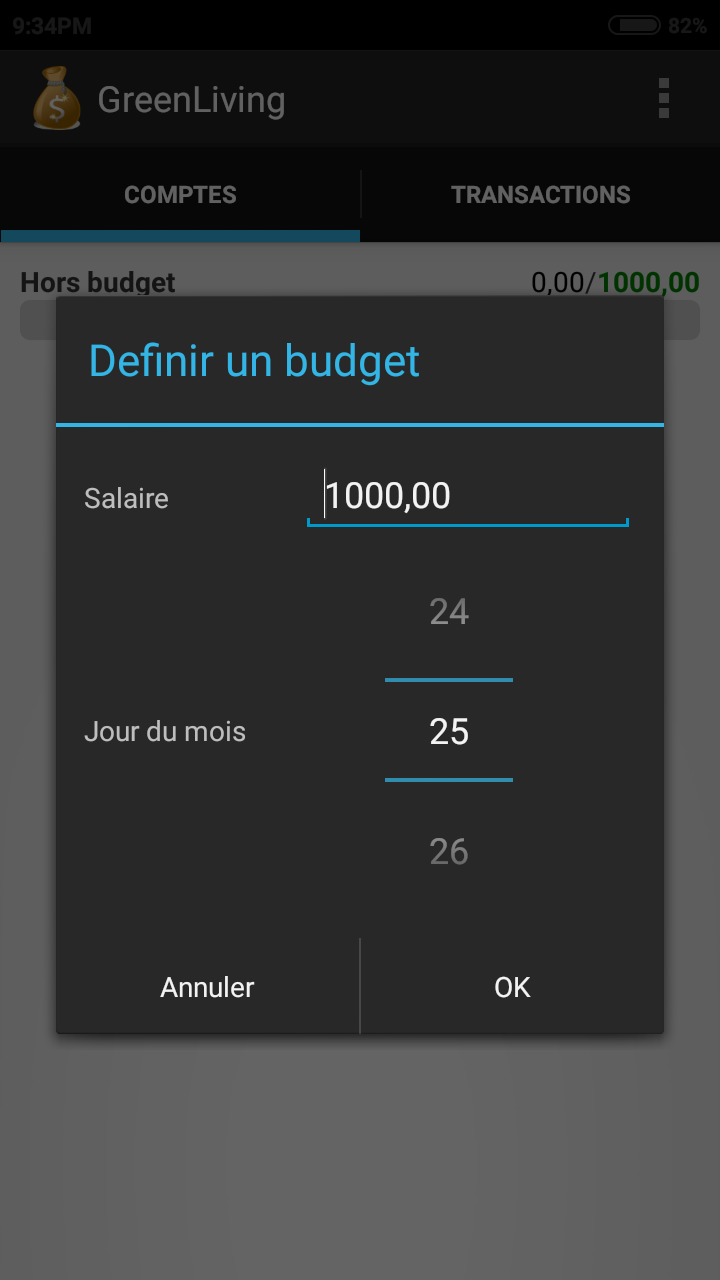 9:34PM 82%
GreenLiving
COMPTES TRANSACTIONS
Hors budget 0,00/1000,00
Definir un budget
Salaire 1000,00
24
Jour du mois 25
26
Annuler OK